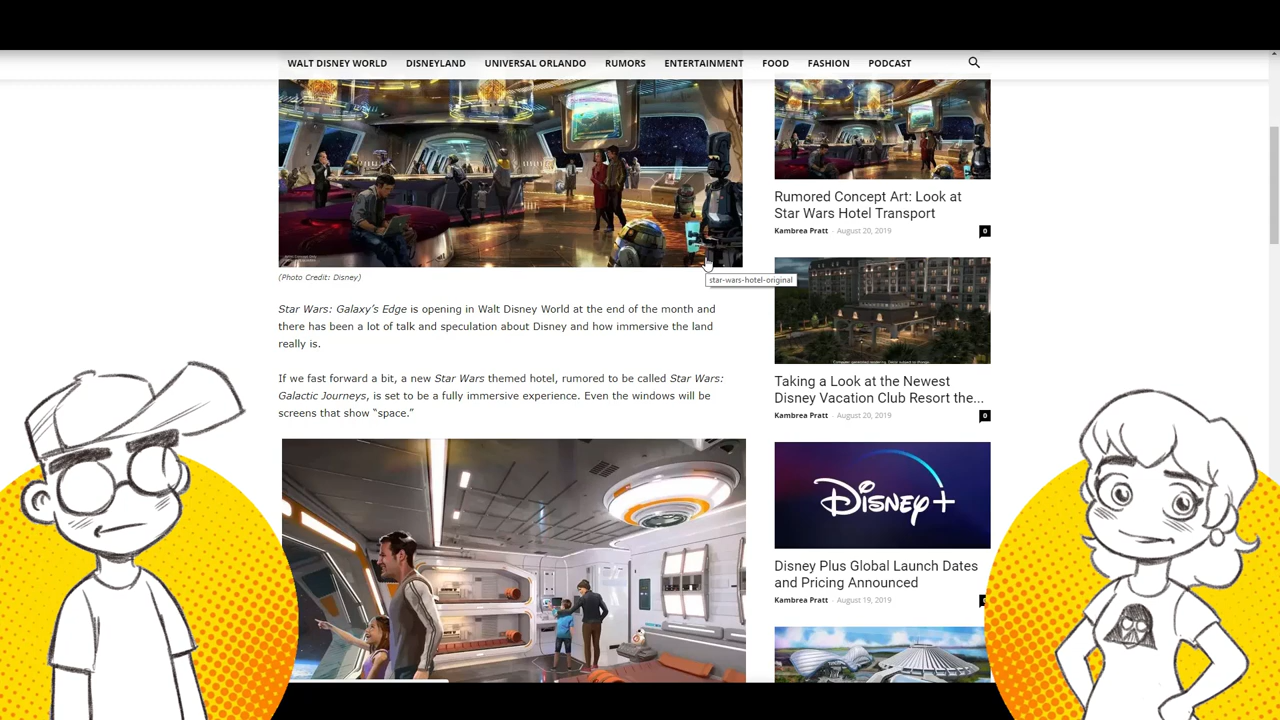 WALT DISNEY WORLD DISNEYLAND UNIVERSAL ORLANDO RUMORS ENTERTAINMENT FOOD FASHION PODCAST
(Photo Credit: Disney)
star-wars-hotel-original
Star Wars: Galaxy’s Edge is opening in Walt Disney World at the end of the month and
there has been a lot of talk and speculation about Disney and how immersive the land
really is.
If we fast forward a bit, a new Star Wars themed hotel, rumored to be called Star Wars:
Galactic Journeys, is set to be a fully immersive experience. Even the windows will be
screens that show “space.”
Rumored Concept Art: Look at
Star Wars Hotel Transport
Kambrea Pratt - August 20, 2019 0
Taking a Look at the Newest
Disney Vacation Club Resort the...
Kambrea Pratt - August 20, 2019 0
Disney+
Disney Plus Global Launch Dates
and Pricing Announced
Kambrea Pratt - August 19, 2019